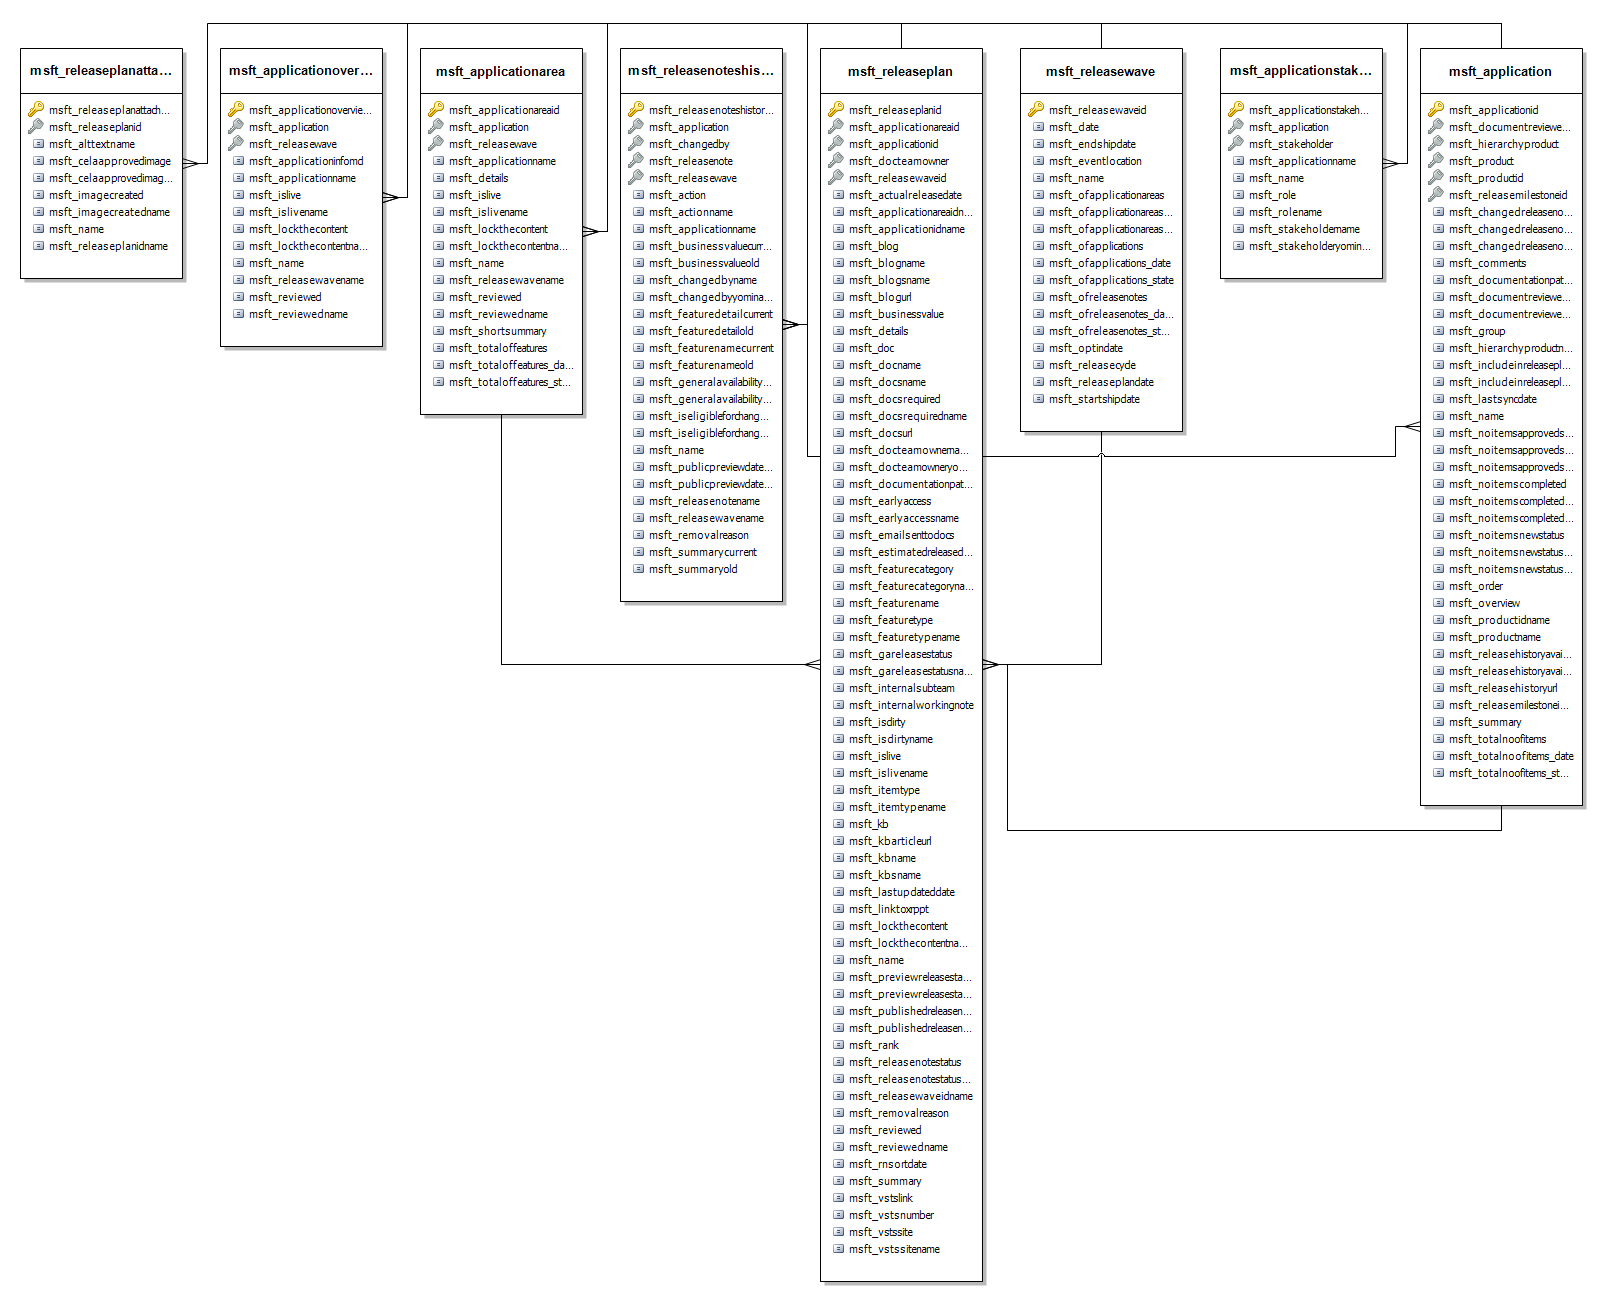 msft_releaseplanatta...
msft_releaseplanattach...
msft_releaseplanid
msft_alttextname
msft_celaapprovedimage
msft_celaapprovedimag...
msft_imagecreated
msft_imagecreatedname
msft_name
msft_releaseplanidname
msft_applicationover...
msft_applicationovervie...
msft_application
msft_releasewave
msft_applicationinfomd
msft_applicationname
msft_islive
msft_islivename
msft_lockthecontent
msft_lockthecontentna...
msft_name
msft_releasewavename
msft_reviewed
msft_reviewedname
msft_applicationarea
msft_applicationareaid
msft_application
msft_releasewave
msft_applicationname
msft_details
msft_islive
msft_islivename
msft_lockthecontent
msft_lockthecontentna...
msft_name
msft_releasewavename
msft_reviewed
msft_reviewedname
msft_shortsummary
msft_totaloffeatures
msft_totaloffeatures_da...
msft_totaloffeatures_st...
msft_releasenoteshis...
msft_releasenoteshistor...
msft_application
msft_changedby
msft_releasenote
msft_releasewave
msft_action
msft_actionname
msft_applicationname
msft_businessvaluecurr...
msft_businessvalueold
msft_changedbyname
msft_changedbyyomina...
msft_featuredetailcurrent
msft_featuredetailold
msft_featurenamecurrent
msft_featurenameold
msft_generalavailability...
msft_generalavailability...
msft_iseligibleforchang...
msft_iseligibleforchang...
msft_name
msft_publicpreviewdate...
msft_publicpreviewdate...
msft_releasenotename
msft_releasewavename
msft_removalreason
msft_summarycurrent
msft_summaryold
msft_releaseplan
msft_releaseplanid
msft_applicationareaid
msft_applicationid
msft_docteamowner
msft_releasewaveid
msft_actualreleasedate
msft_applicationareaidn...
msft_applicationidname
msft_blog
msft_blogname
msft_blogsname
msft_blogurl
msft_businessvalue
msft_details
msft_doc
msft_docname
msft_docsname
msft_docsrequired
msft_docsrequiredname
msft_docsurl
msft_docteamownema...
msft_docteamowneryo...
msft_documentationpat...
msft_earlyaccess
msft_earlyaccessname
msft_emailsenttodocs
msft_estimatedreleased...
msft_featurecategory
msft_featurecategoryna...
msft_featurename
msft_featuretype
msft_featuretypename
msft_gareleasestatus
msft_gareleasestatusna...
msft_internalsubteam
msft_internalworkingnote
msft_isdirty
msft_isdirtyname
msft_islive
msft_islivename
msft_itemtype
msft_itemtypename
msft_kb
msft_kbarticleurl
msft_kbname
msft_kbsname
msft_lastupdateddate
msft_linktoxrppt
msft_lockthecontent
msft_lockthecontentna...
msft_name
msft_previewreleasesta...
msft_previewreleasesta...
msft_publishedreleasen...
msft_publishedreleasen...
msft_rank
msft_releasenotestatus
msft_releasenotestatus...
msft_releasewaveidname
msft_removalreason
msft_reviewed
msft_reviewedname
msft_rnsortdate
msft_summary
msft_vstslink
msft_vstsnumber
msft_vstssite
msft_vstssitename
msft_releasewave
msft_releasewaveid
msft_date
msft_endshipdate
msft_eventlocation
msft_name
msft_ofapplicationareas
msft_ofapplicationareas...
msft_ofapplicationareas...
msft_ofapplications
msft_ofapplications_date
msft_ofapplications_state
msft_ofreleasenotes
msft_ofreleasenotes_da...
msft_ofreleasenotes_st...
msft_optindate
msft_releasecycle
msft_releaseplandate
msft_startshipdate
msft_applicationstak...
msft_applicationstakeh...
msft_application
msft_stakeholder
msft_applicationname
msft_name
msft_role
msft_rolename
msft_stakeholdername
msft_stakeholderyomin...
msft_application
msft_applicationid
msft_documentreviewe...
msft_hierarchyproduct
msft_product
msft_productid
msft_releasemilestoneid
msft_changedreleaseno...
msft_changedreleaseno...
msft_changedreleaseno...
msft_comments
msft_documentationpat...
msft_documentreviewe...
msft_documentreviewe...
msft_group
msft_hierarchyproductn...
msft_includeinreleasepl...
msft_includeinreleasepl...
msft_lastsyncdate
msft_name
msft_noitemsapproveds...
msft_noitemsapproveds...
msft_noitemsapproveds...
msft_noitemscompleted
msft_noitemscompleted...
msft_noitemscompleted...
msft_noitemsnewstatus
msft_noitemsnewstatus...
msft_noitemsnewstatus...
msft_order
msft_overview
msft_productidname
msft_productname
msft_releasehistoryavai...
msft_releasehistoryavai...
msft_releasehistoryurl
msft_releasemilestonei...
msft_summary
msft_totalnoofitems
msft_totalnoofitems_date
msft_totalnoofitems_st...